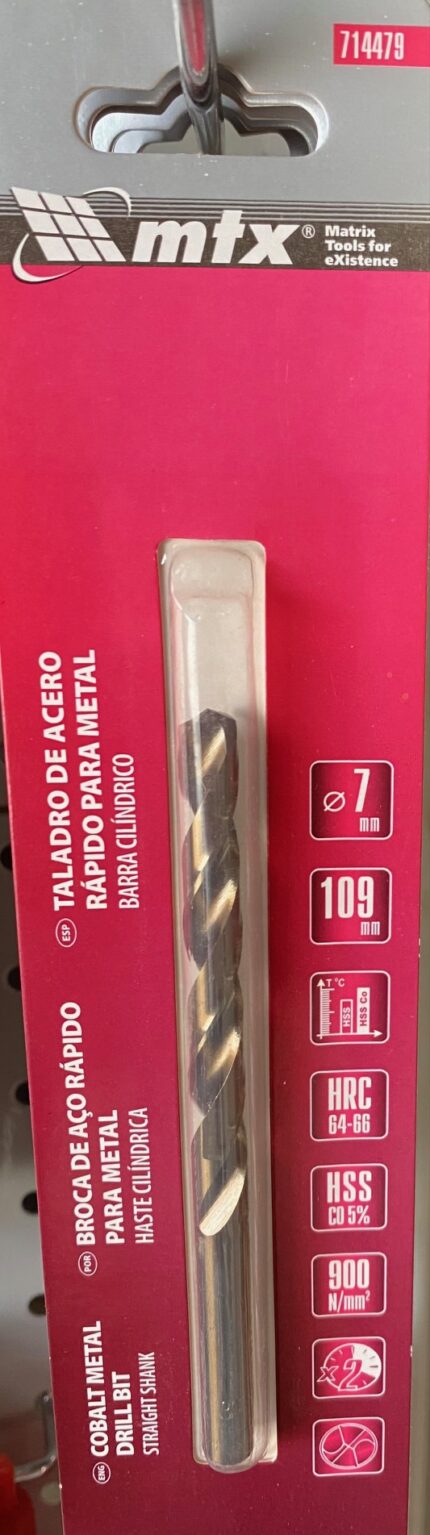 714479
mtx® Matrix
Tools for
eXistence
ESP TALADRO DE ACERO
RÁPIDO PARA METAL
BARRA CILÍNDRICO
POR BROCA DE AÇO RÁPIDO
PARA METAL
HASTE CILÍNDRICA
ENG COBALT METAL
DRILL BIT
STRAIGHT SHANK
Ø 7
mm
109
mm
T °C
HSS
HSS Co
HRC
64-66
HSS
CO 5%
900
N/mm²
x2